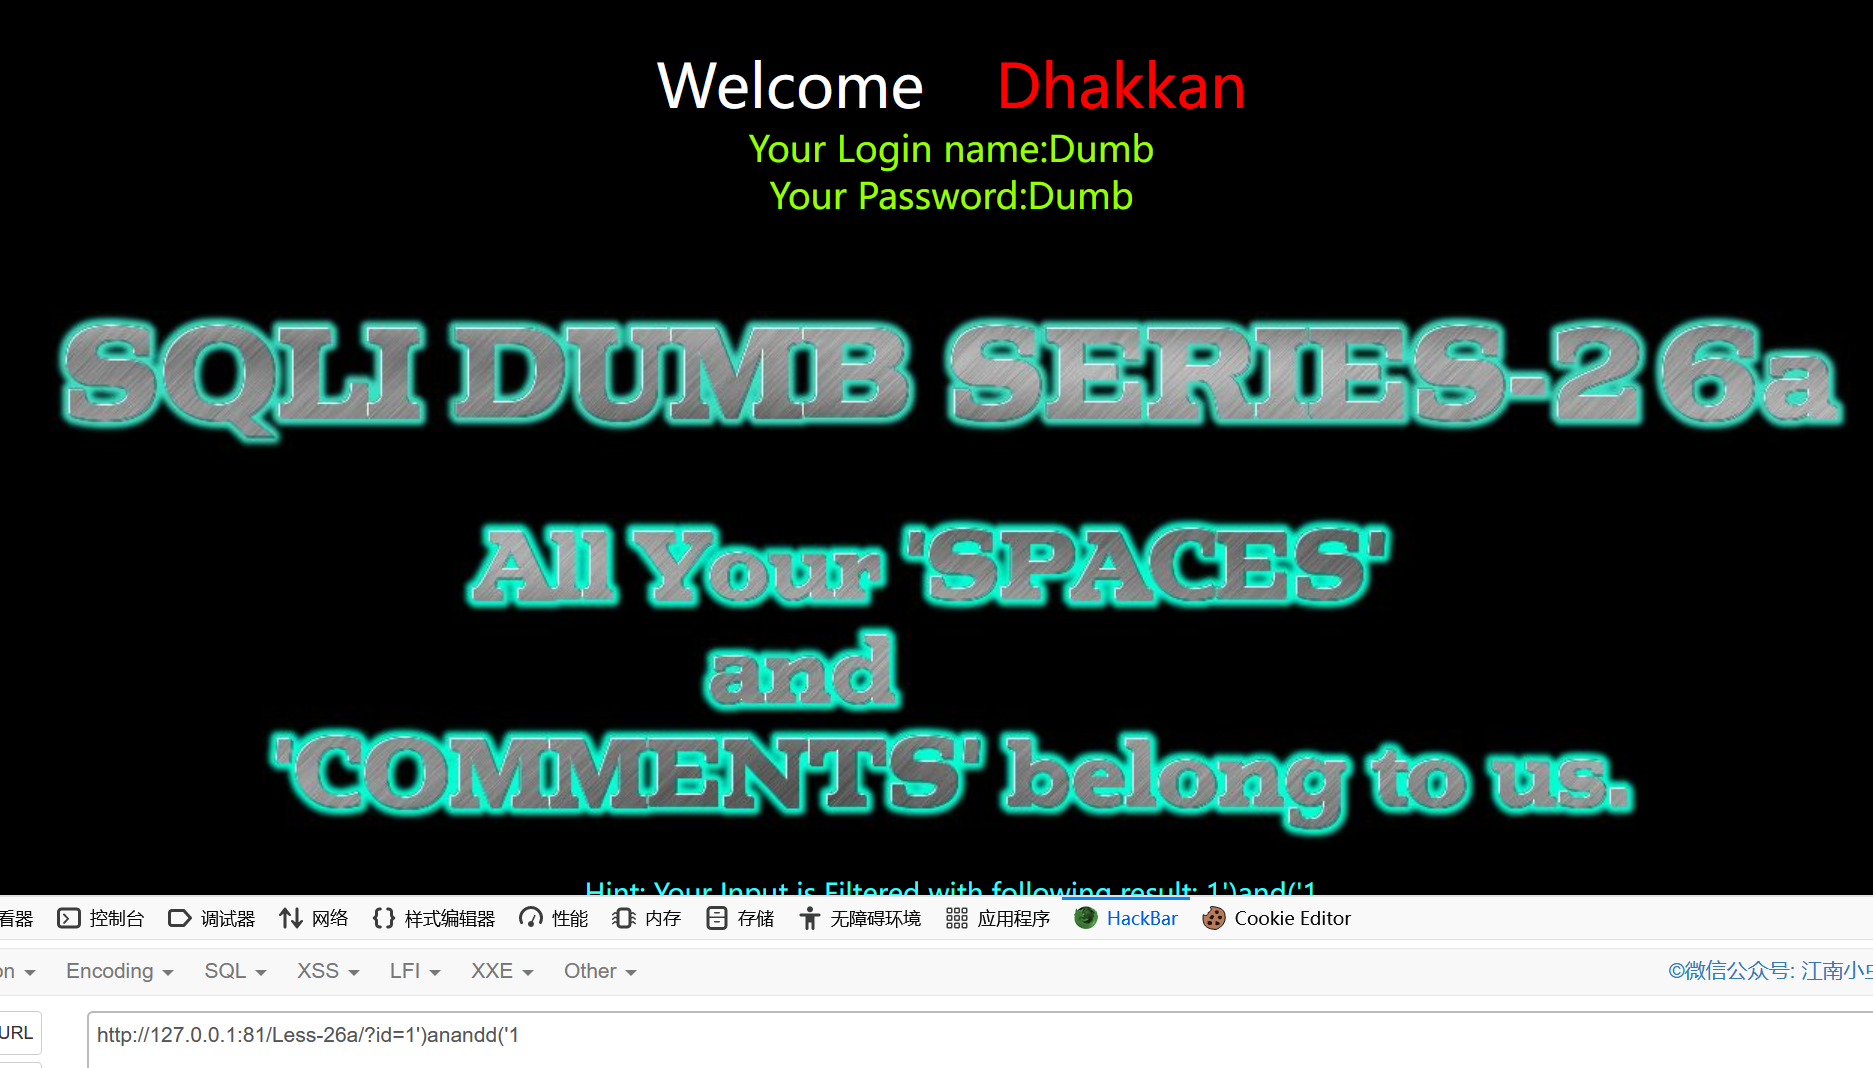 Welcome Dhakkan
Your Login name:Dumb
Your Password:Dumb
SQLI DUMB SERIES-26a
All Your 'SPACES'
and
'COMMENTS' belong to us.
Hint: Your Input is Filtered with following result: 1')and('1
看器 控制台 调试器 网络 样式编辑器 性能 内存 存储 无障碍环境 应用程序 HackBar Cookie Editor
on Encoding SQL XSS LFI XXE Other ©微信公众号: 江南小
URL http://127.0.0.1:81/Less-26a/?id=1')anandd('1